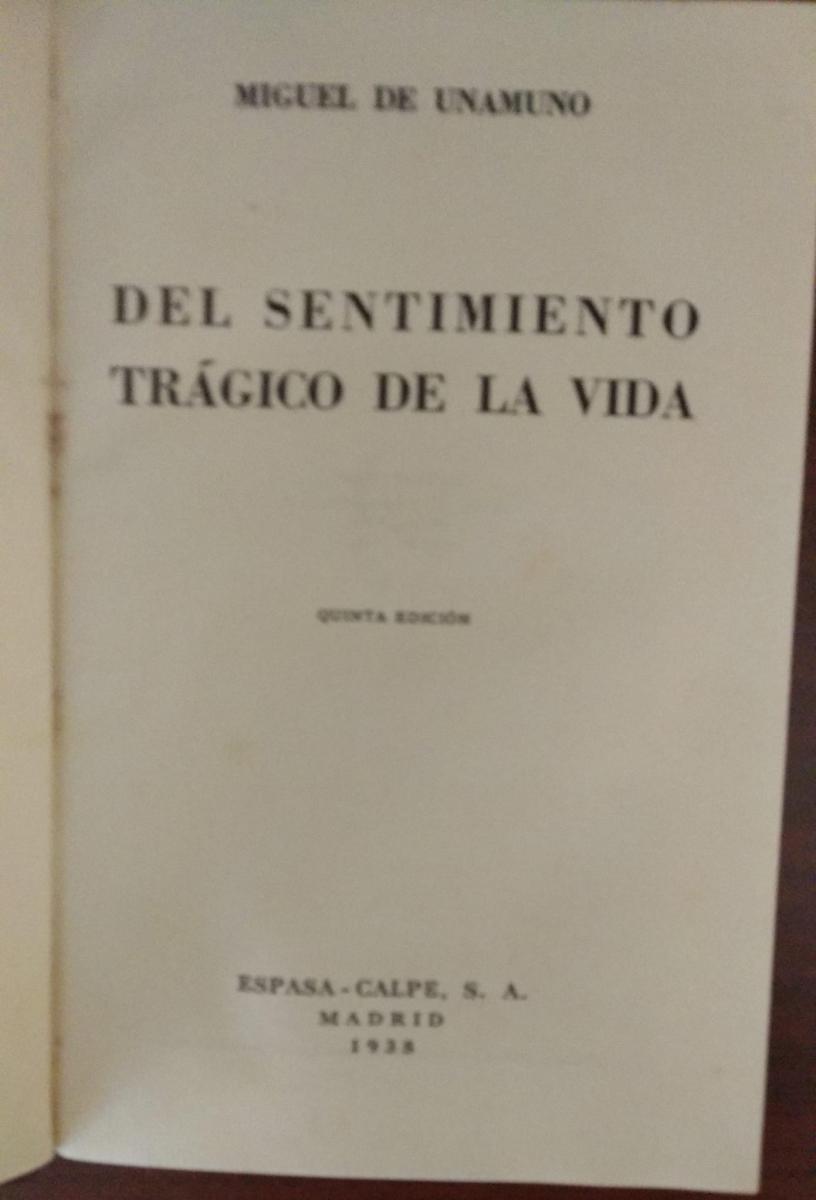 MIGUEL DE UNAMUNO
DEL SENTIMIENTO
TRÁGICO DE LA VIDA
QUINTA EDICIÓN
ESPASA-CALPE, S. A.
MADRID
1938